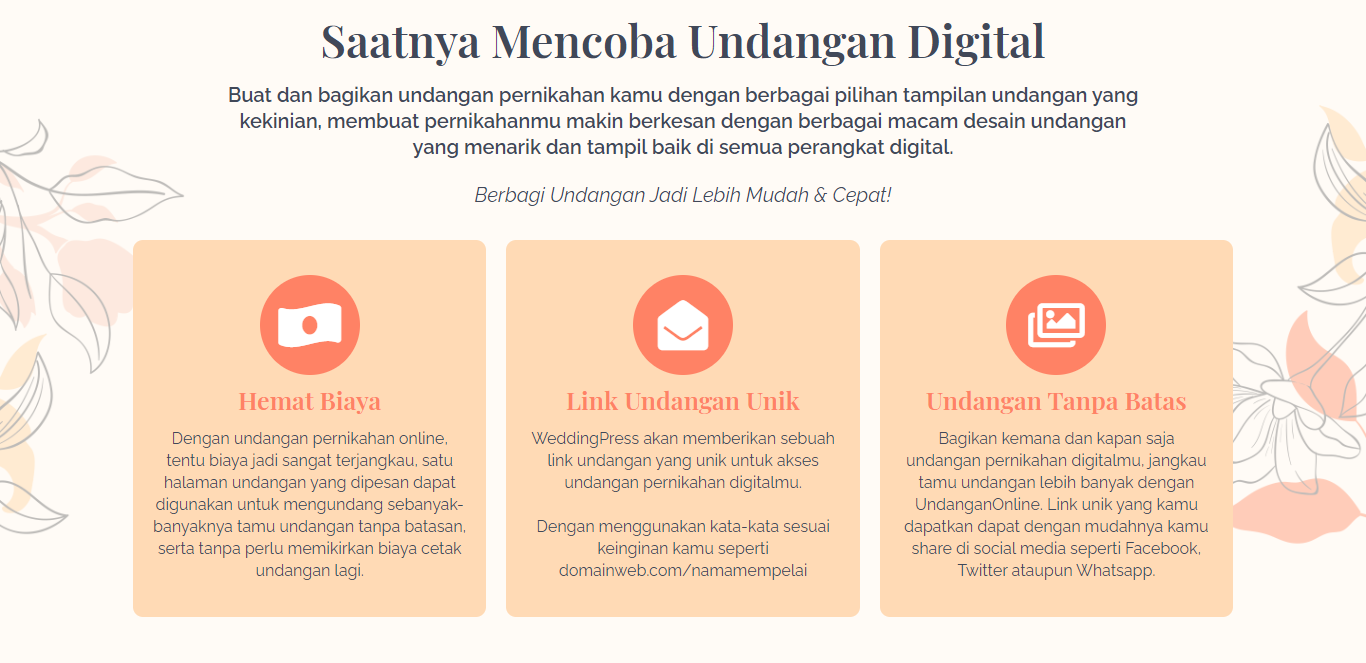 Saatnya Mencoba Undangan Digital
Buat dan bagikan undangan pernikahan kamu dengan berbagai pilihan tampilan undangan yang
kekinian, membuat pernikahanmu makin berkesan dengan berbagai macam desain undangan
yang menarik dan tampil baik di semua perangkat digital.
Berbagi Undangan Jadi Lebih Mudah & Cepat!
Hemat Biaya
Dengan undangan pernikahan online,
tentu biaya jadi sangat terjangkau, satu
halaman undangan yang dipesan dapat
digunakan untuk mengundang sebanyak-
banyaknya tamu undangan tanpa batasan,
serta tanpa perlu memikirkan biaya cetak
undangan lagi.
Link Undangan Unik
WeddingPress akan memberikan sebuah
link undangan yang unik untuk akses
undangan pernikahan digitalmu.
Dengan menggunakan kata-kata sesuai
keinginan kamu seperti
domainweb.com/namamempelai
Undangan Tanpa Batas
Bagikan kemana dan kapan saja
undangan pernikahan digitalmu, jangkau
tamu undangan lebih banyak dengan
UndanganOnline. Link unik yang kamu
dapatkan dapat dengan mudahnya kamu
share di social media seperti Facebook,
Twitter ataupun Whatsapp.